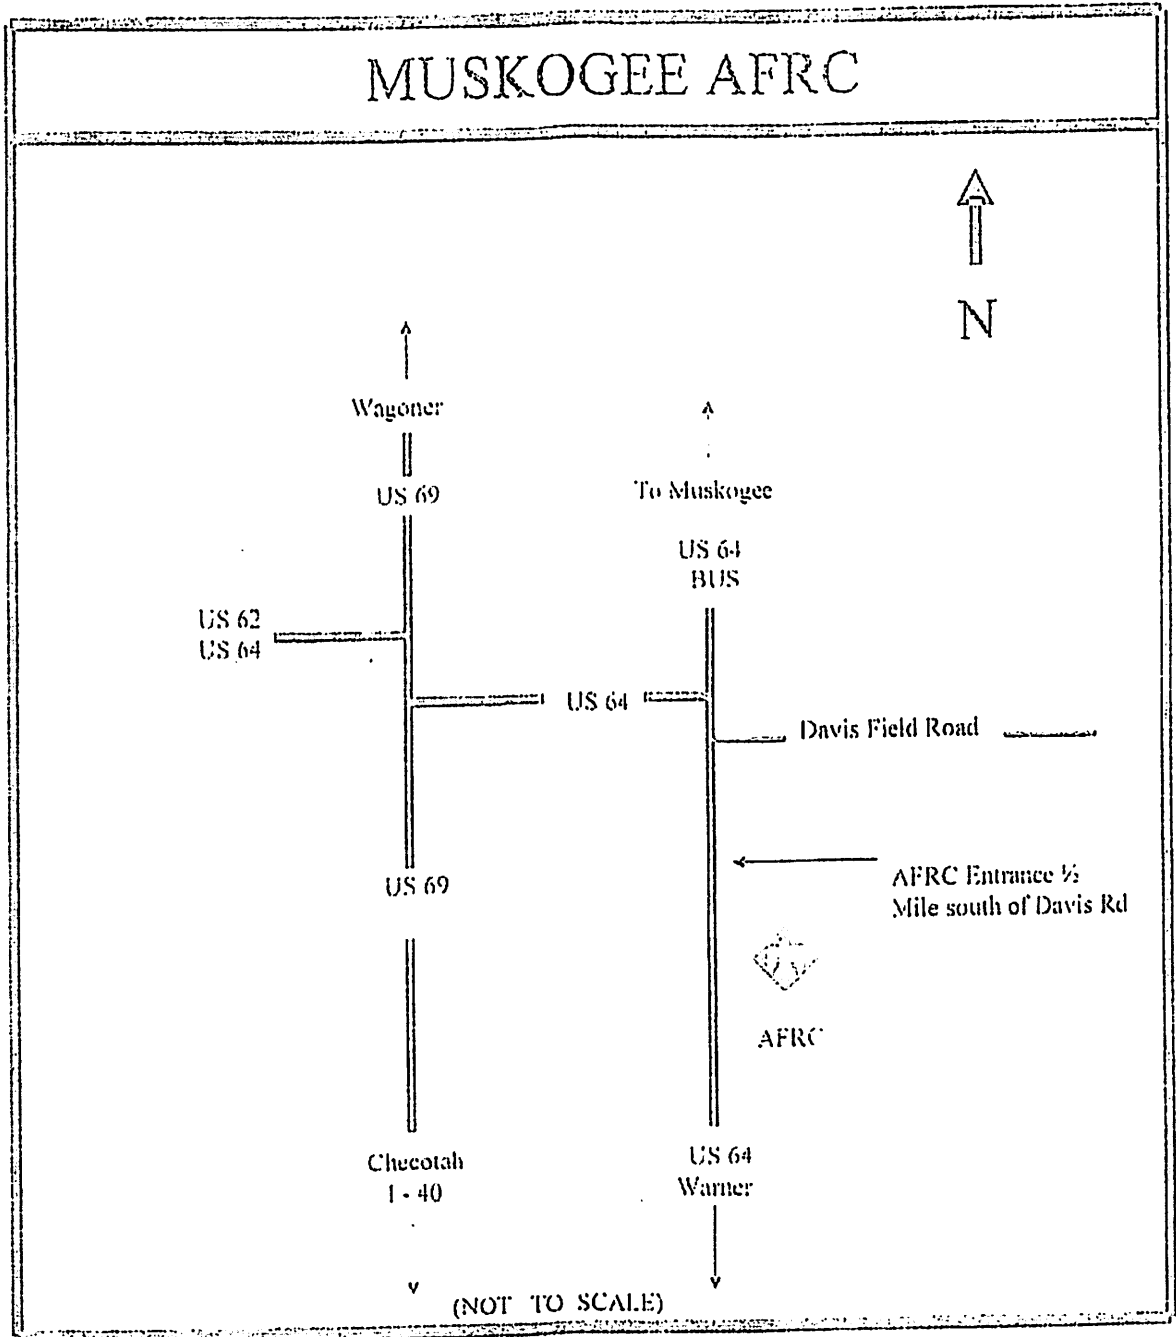 MUSKOGEE AFRC
N
Wagoner
US 69
To Muskogee
US 64
BUS
US 62
US 64
US 64
Davis Field Road
US 69
AFRC Entrance ½
Mile south of Davis Rd
AFRC
Checotah
I - 40
US 64
Warner
(NOT TO SCALE)